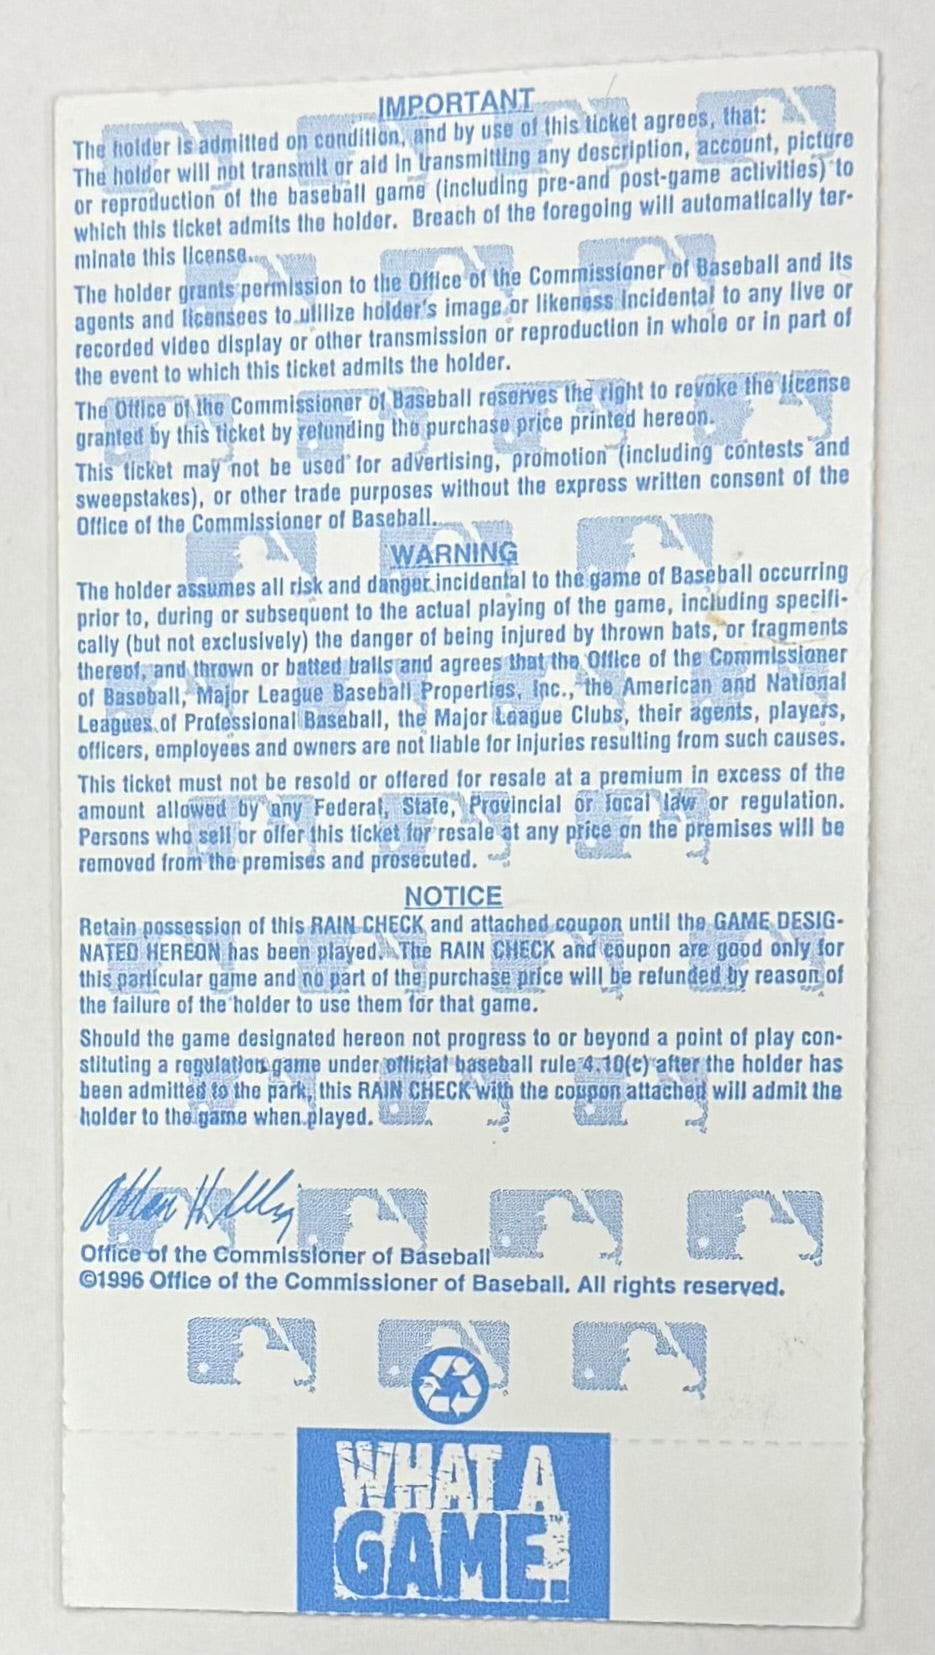 IMPORTANT
The holder is admitted on condition, and by use of this ticket agrees, that:
The holder will not transmit or aid in transmitting any description, account, picture
or reproduction of the baseball game (including pre-and post-game activities) to
which this ticket admits the holder. Breach of the foregoing will automatically ter-
minate this license.
The holder grants permission to the Office of the Commissioner of Baseball and its
agents and licensees to utilize holder's image or likeness incidental to any live or
recorded video display or other transmission or reproduction in whole or in part of
the event to which this ticket admits the holder.
The Office of the Commissioner of Baseball reserves the right to revoke the license
granted by this ticket by refunding the purchase price printed hereon.
This ticket may not be used for advertising, promotion (including contests and
sweepstakes), or other trade purposes without the express written consent of the
Office of the Commissioner of Baseball.
WARNING
The holder assumes all risk and danger incidental to the game of Baseball occurring
prior to, during or subsequent to the actual playing of the game, including specifi-
cally (but not exclusively) the danger of being injured by thrown bats, or fragments
thereof, and thrown or batted balls and agrees that the Office of the Commissioner
of Baseball, Major League Baseball Properties, Inc., the American and National
Leagues of Professional Baseball, the Major League Clubs, their agents, players,
officers, employees and owners are not liable for injuries resulting from such causes.
This ticket must not be resold or offered for resale at a premium in excess of the
amount allowed by any Federal, State, Provincial or local law or regulation.
Persons who sell or offer this ticket for resale at any price on the premises will be
removed from the premises and prosecuted.
NOTICE
Retain possession of this RAIN CHECK and attached coupon until the GAME DESIG-
NATED HEREON has been played. The RAIN CHECK and coupon are good only for
this particular game and no part of the purchase price will be refunded by reason of
the failure of the holder to use them for that game.
Should the game designated hereon not progress to or beyond a point of play con-
stituting a regulation game under official baseball rule 4.10(c) after the holder has
been admitted to the park, this RAIN CHECK with the coupon attached will admit the
holder to the game when played.
Allan H. Selig
Office of the Commissioner of Baseball
©1996 Office of the Commissioner of Baseball. All rights reserved.
WHAT A
GAME.™